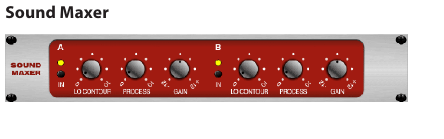 Sound Maxer
A
B
SOUND
MAXER
IN
LO CONTOUR
PROCESS
GAIN
IN
LO CONTOUR
PROCESS
GAIN